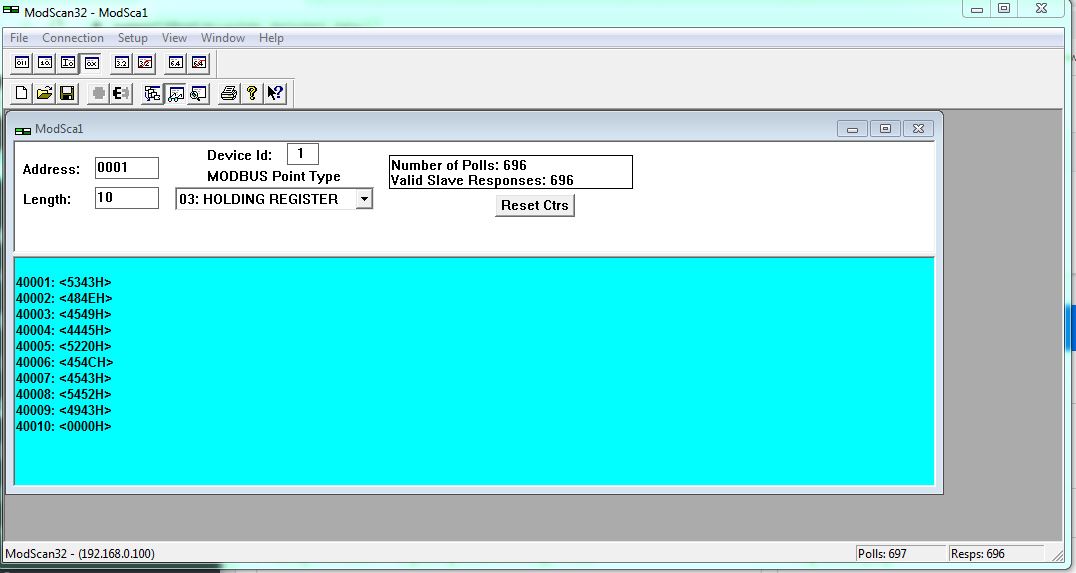 ModScan32 - ModSca1
File Connection Setup View Window Help
ModSca1
Address: 0001
Device Id: 1
MODBUS Point Type
Length: 10
03: HOLDING REGISTER
Number of Polls: 696
Valid Slave Responses: 696
Reset Ctrs
40001: <5343H>
40002: <484EH>
40003: <4549H>
40004: <4445H>
40005: <5220H>
40006: <454CH>
40007: <4543H>
40008: <5452H>
40009: <4943H>
40010: <0000H>
ModScan32 - (192.168.0.100)
Polls: 697
Resps: 696